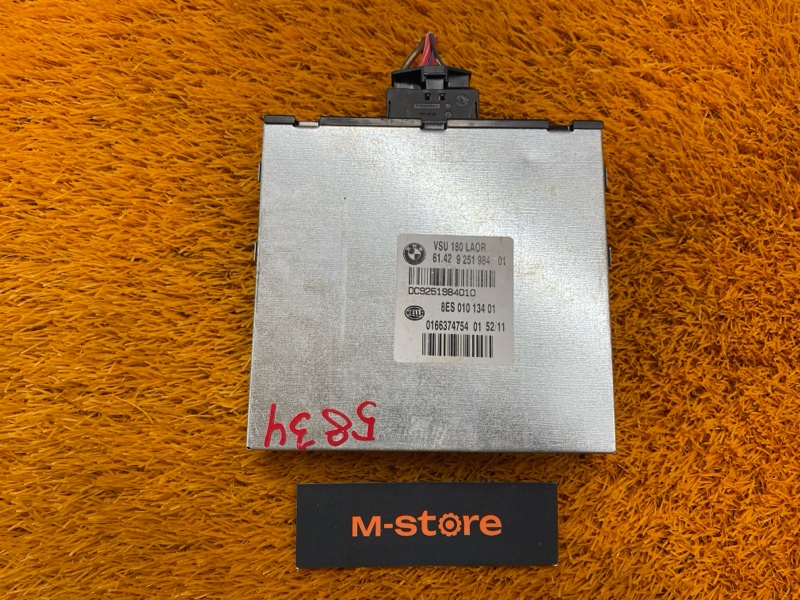 VSU 180 LAOR
61.42 9 251 984 01
DC9251984010
8ES 010 134 01
HELLA
0166374754 01 52/11
5834
M-store